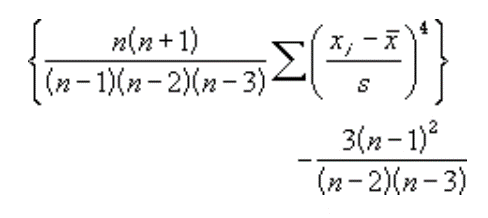 { n(n+1) / (n−1)(n−2)(n−3) ∑ ( (x_j − x̄) / s )^4 }
− 3(n−1)^2 / (n−2)(n−3)